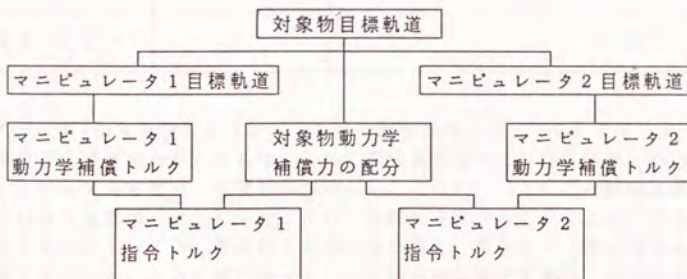 対象物目標軌道
マニピュレータ1目標軌道
マニピュレータ2目標軌道
マニピュレータ1
動力学補償トルク
対象物動力学
補償力の配分
マニピュレータ2
動力学補償トルク
マニピュレータ1
指令トルク
マニピュレータ2
指令トルク